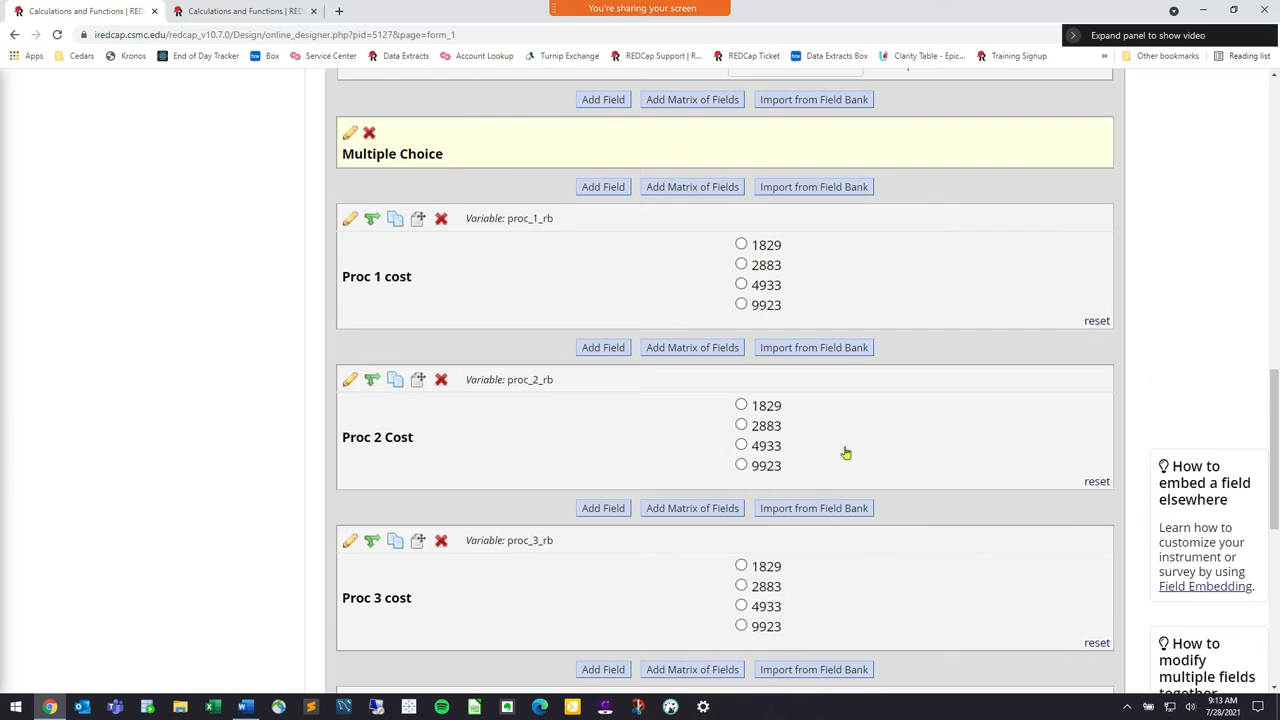 Calculations and Functions | REDC
Calculations and Functions | REDC
You're sharing your screen
iredcap.csmc.edu/redcap_v10.7.0/Design/online_designer.php?pid=5127&page=form_1
Expand panel to show video
Apps
Cedars
Kronos
End of Day Tracker
Box
Service Center
Data Extracts
Turnip Exchange
REDCap Support | R...
REDCap Ticket
Data Extracts Box
Clarity Table - Epic...
Training Signup
Other bookmarks
Reading list
Add Field
Add Matrix of Fields
Import from Field Bank
Multiple Choice
Add Field
Add Matrix of Fields
Import from Field Bank
Variable: proc_1_rb
Proc 1 cost
1829
2883
4933
9923
reset
Add Field
Add Matrix of Fields
Import from Field Bank
Variable: proc_2_rb
Proc 2 Cost
1829
2883
4933
9923
reset
Add Field
Add Matrix of Fields
Import from Field Bank
Variable: proc_3_rb
Proc 3 cost
1829
2883
4933
9923
reset
Add Field
Add Matrix of Fields
Import from Field Bank
How to
embed a field
elsewhere
Learn how to
customize your
instrument or
survey by using
Field Embedding.
How to
modify
multiple fields
together
9:13 AM
7/28/2021